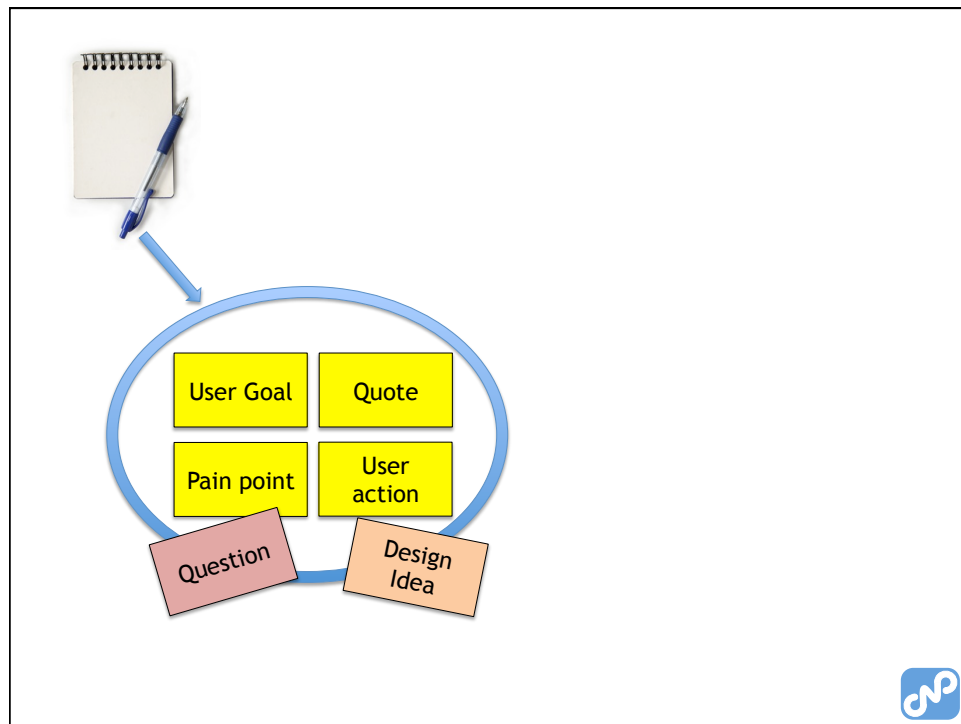 User Goal
Quote
Pain point
User
action
Question
Design
Idea